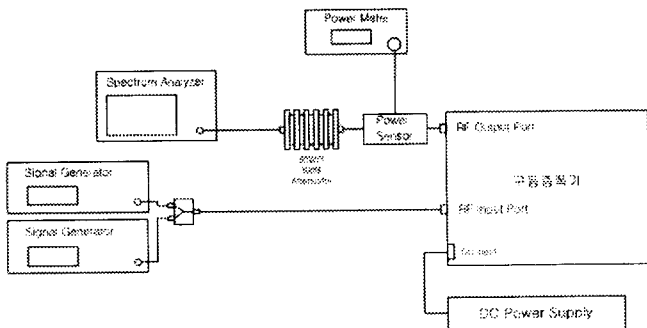 Power Meter
Spectrum Analyzer
Power
Sensor
RF Output Port
Attenuator
Signal Generator
구동증폭기
RF Input Port
Signal Generator
DC Power Supply